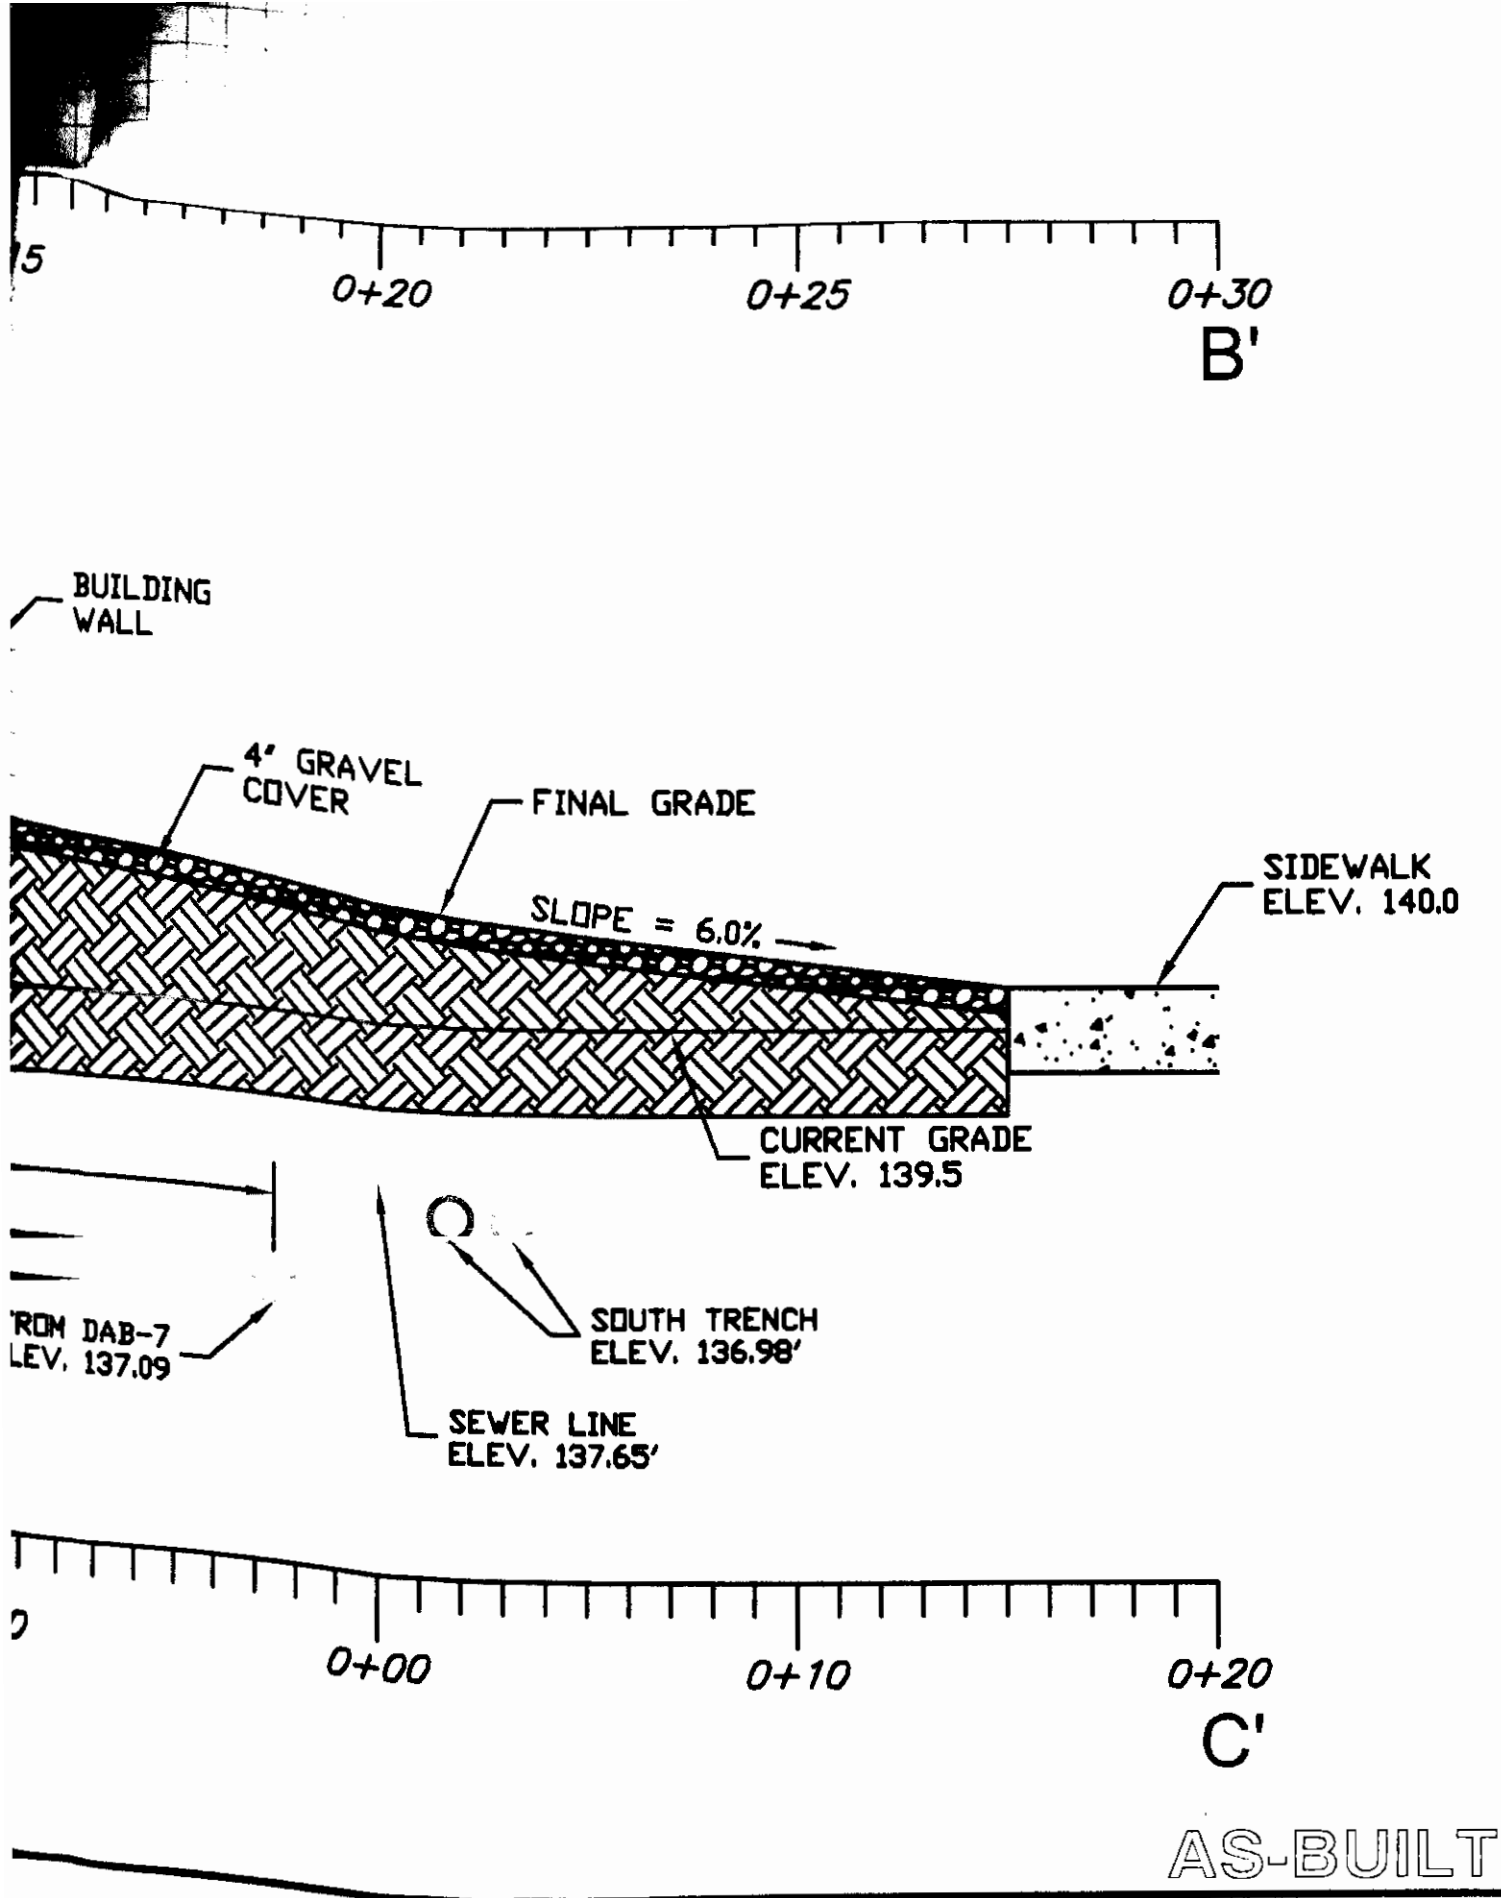 15
0+20
0+25
0+30
B'
BUILDING
WALL
4" GRAVEL
COVER
FINAL GRADE
SLOPE = 6.0%
SIDEWALK
ELEV. 140.0
CURRENT GRADE
ELEV. 139.5
ROM DAB-7
LEV. 137.09
SOUTH TRENCH
ELEV. 136.98'
SEWER LINE
ELEV. 137.65'
0
0+00
0+10
0+20
C'
AS-BUILT